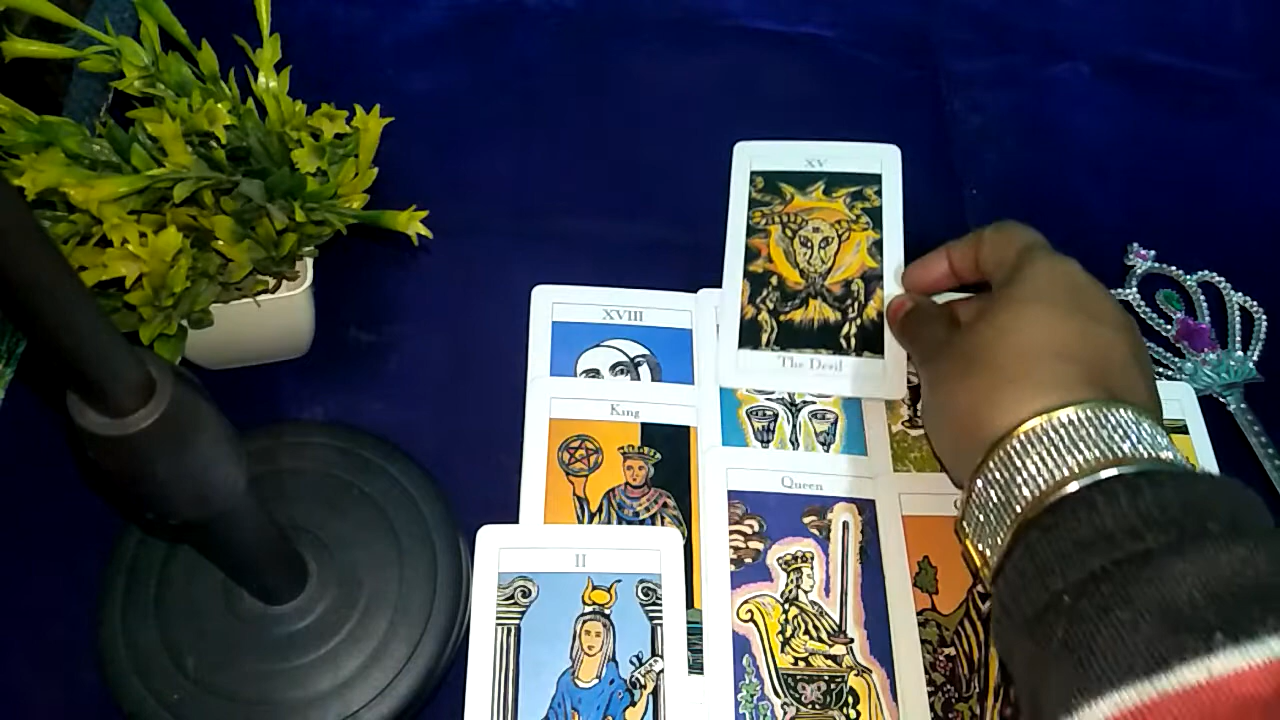 XV
The Devil
XVIII
King
Queen
II